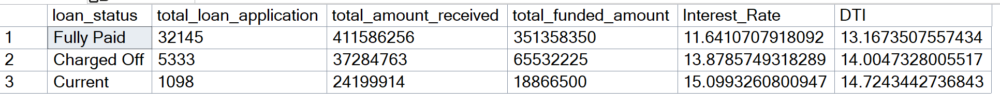 loan_status total_loan_application total_amount_received total_funded_amount Interest_Rate DTI
1 Fully Paid 32145 411586256 351358350 11.6410707918092 13.1673507557434
2 Charged Off 5333 37284763 65532225 13.8785749318289 14.0047328005517
3 Current 1098 24199914 18866500 15.0993260800947 14.7243442736843